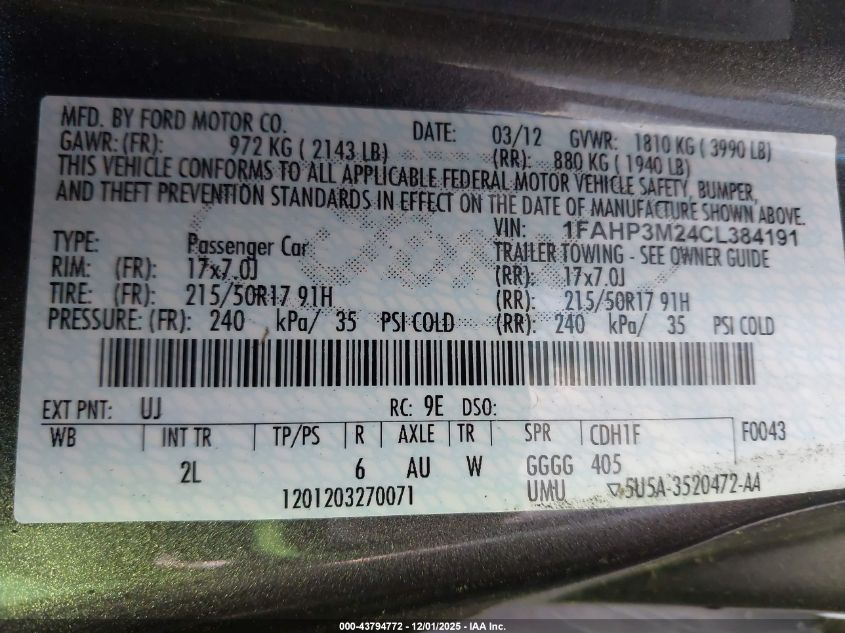 MFD. BY FORD MOTOR CO. DATE: 03/12 GVWR: 1810 KG ( 3990 LB)
GAWR: (FR): 972 KG ( 2143 LB) (RR): 880 KG ( 1940 LB)
THIS VEHICLE CONFORMS TO ALL APPLICABLE FEDERAL MOTOR VEHICLE SAFETY, BUMPER,
AND THEFT PREVENTION STANDARDS IN EFFECT ON THE DATE OF MANUFACTURE SHOWN ABOVE.
VIN: 1FAHP3M24CL384191
TYPE: Passenger Car TRAILER TOWING - SEE OWNER GUIDE
RIM: (FR): 17x7.0J (RR): 17x7.0J
TIRE: (FR): 215/50R17 91H (RR): 215/50R17 91H
PRESSURE: (FR): 240 kPa/ 35 PSI COLD (RR): 240 kPa/ 35 PSI COLD
EXT PNT: UJ RC: 9E DSO:
WB INT TR TP/PS R AXLE TR SPR CDH1F F0043
2L 6 AU W GGGG 405
1201203270071 UMU 5U5A-3520472-AA
000-43794772 - 12/01/2025 - IAA Inc.